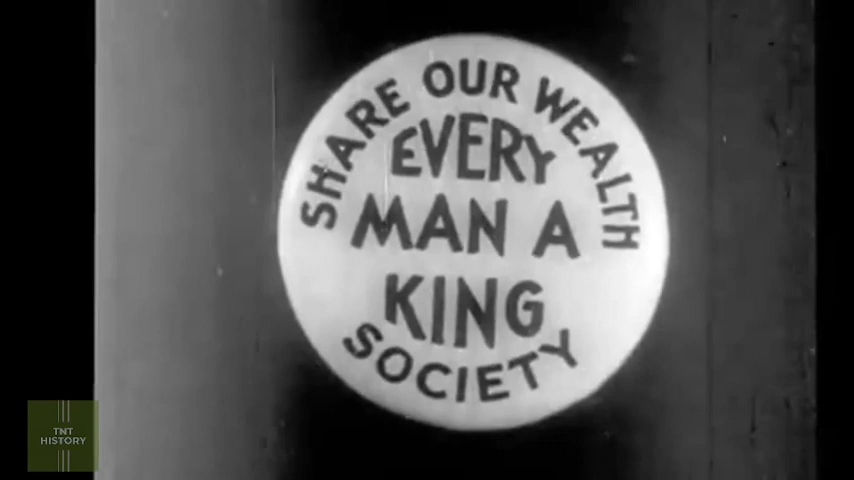 SHARE OUR WEALTH
EVERY
MAN A
KING
SOCIETY
TNT
HISTORY